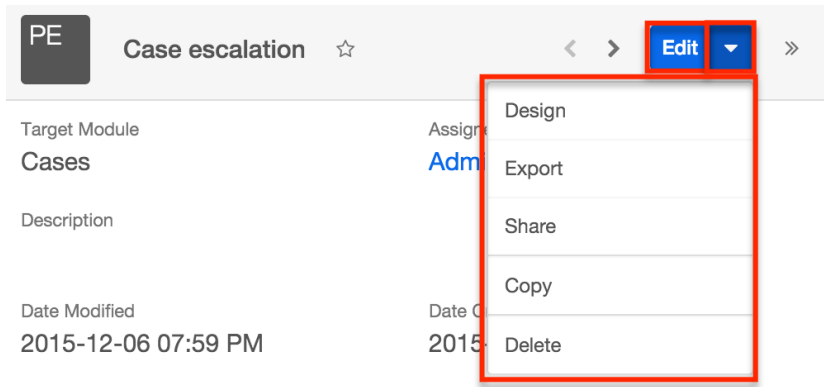 PE
Case escalation
Edit
Design
Export
Share
Copy
Delete
Target Module
Cases
Description
Date Modified
2015-12-06 07:59 PM
2015-